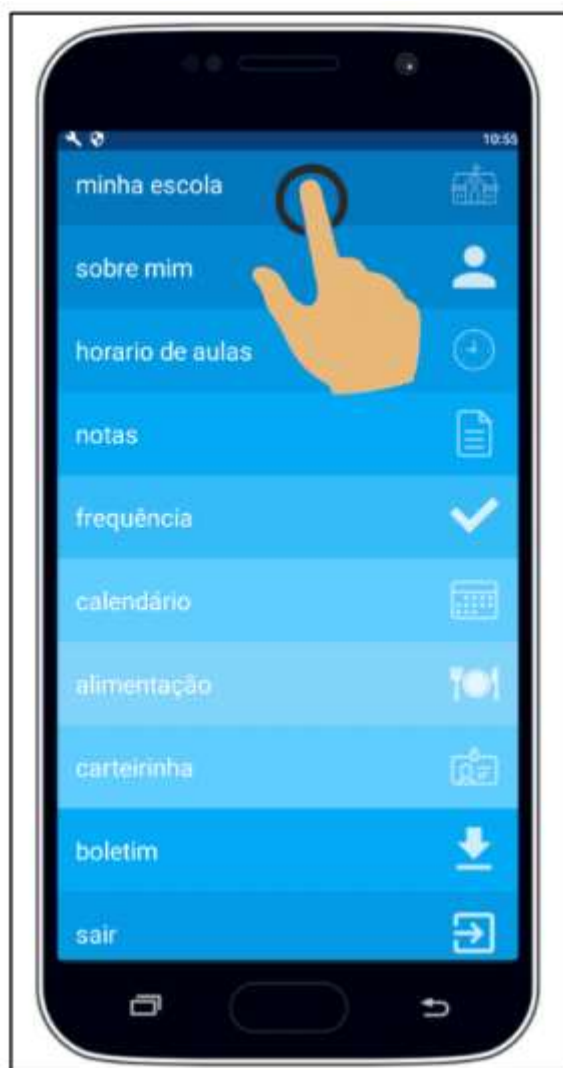 10:55
minha escola
sobre mim
horario de aulas
notas
frequência
calendário
alimentação
carteirinha
boletim
sair